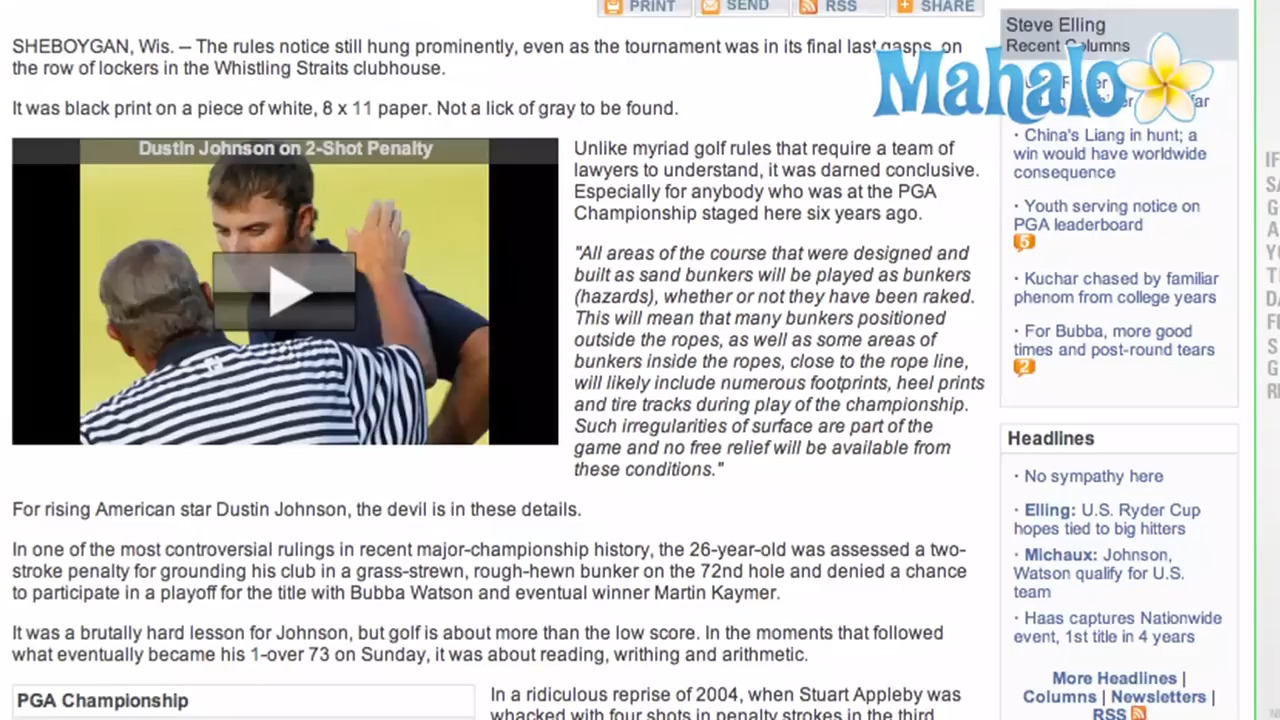 PRINT
SEND
RSS
SHARE
SHEBOYGAN, Wis. – The rules notice still hung prominently, even as the tournament was in its final last gasps, on
the row of lockers in the Whistling Straits clubhouse.
It was black print on a piece of white, 8 x 11 paper. Not a lick of gray to be found.
Dustin Johnson on 2-Shot Penalty
Unlike myriad golf rules that require a team of
lawyers to understand, it was darned conclusive.
Especially for anybody who was at the PGA
Championship staged here six years ago.
"All areas of the course that were designed and
built as sand bunkers will be played as bunkers
(hazards), whether or not they have been raked.
This will mean that many bunkers positioned
outside the ropes, as well as some areas of
bunkers inside the ropes, close to the rope line,
will likely include numerous footprints, heel prints
and tire tracks during play of the championship.
Such irregularities of surface are part of the
game and no free relief will be available from
these conditions."
For rising American star Dustin Johnson, the devil is in these details.
In one of the most controversial rulings in recent major-championship history, the 26-year-old was assessed a two-
stroke penalty for grounding his club in a grass-strewn, rough-hewn bunker on the 72nd hole and denied a chance
to participate in a playoff for the title with Bubba Watson and eventual winner Martin Kaymer.
It was a brutally hard lesson for Johnson, but golf is about more than the low score. In the moments that followed
what eventually became his 1-over 73 on Sunday, it was about reading, writhing and arithmetic.
PGA Championship
In a ridiculous reprise of 2004, when Stuart Appleby was
whacked with four shots in penalty strokes in the third
Steve Elling
Recent Columns
Mahalo
far
· China's Liang in hunt; a
win would have worldwide
consequence
· Youth serving notice on
PGA leaderboard
5
· Kuchar chased by familiar
phenom from college years
· For Bubba, more good
times and post-round tears
2
Headlines
· No sympathy here
· Elling: U.S. Ryder Cup
hopes tied to big hitters
· Michaux: Johnson,
Watson qualify for U.S.
team
· Haas captures Nationwide
event, 1st title in 4 years
More Headlines |
Columns | Newsletters |
RSS